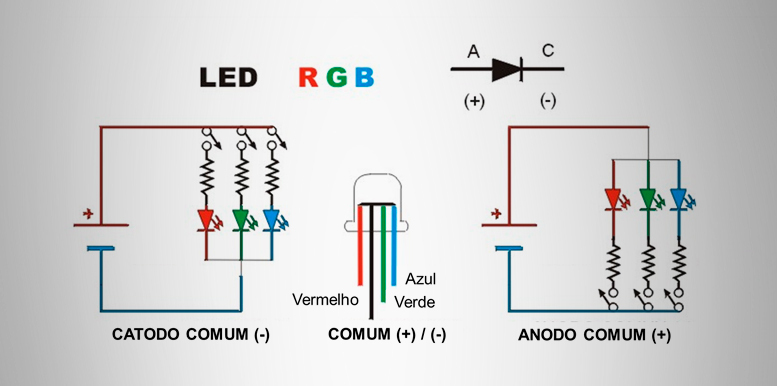 LED RGB
A C
(+) (-)
+
+
Azul
Vermelho
Verde
CATODO COMUM (-)
COMUM (+) / (-)
ANODO COMUM (+)